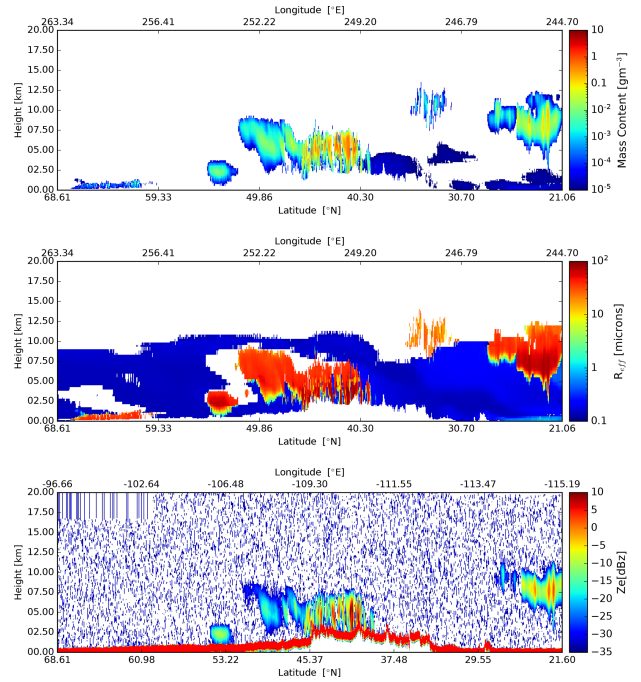 Longitude [°E]
263.34 256.41 252.22 249.20 246.79 244.70
20.00
17.50
15.00
12.50
10.00
07.50
05.00
02.50
00.00
Height [km]
68.61 59.33 49.86 40.30 30.70 21.06
Latitude [°N]
10
1
0.1
10⁻²
10⁻³
10⁻⁴
10⁻⁵
Mass Content [gm⁻³]
Longitude [°E]
263.34 256.41 252.22 249.20 246.79 244.70
20.00
17.50
15.00
12.50
10.00
07.50
05.00
02.50
00.00
Height [km]
68.61 59.33 49.86 40.30 30.70 21.06
Latitude [°N]
10²
10
1
0.1
R_eff [microns]
Longitude [°E]
-96.66 -102.64 -106.48 -109.30 -111.55 -113.47 -115.19
20.00
17.50
15.00
12.50
10.00
07.50
05.00
02.50
00.00
Height [km]
68.61 60.98 53.22 45.37 37.48 29.55 21.60
Latitude [°N]
10
5
0
−5
−10
−15
−20
−25
−30
−35
Ze[dBz]